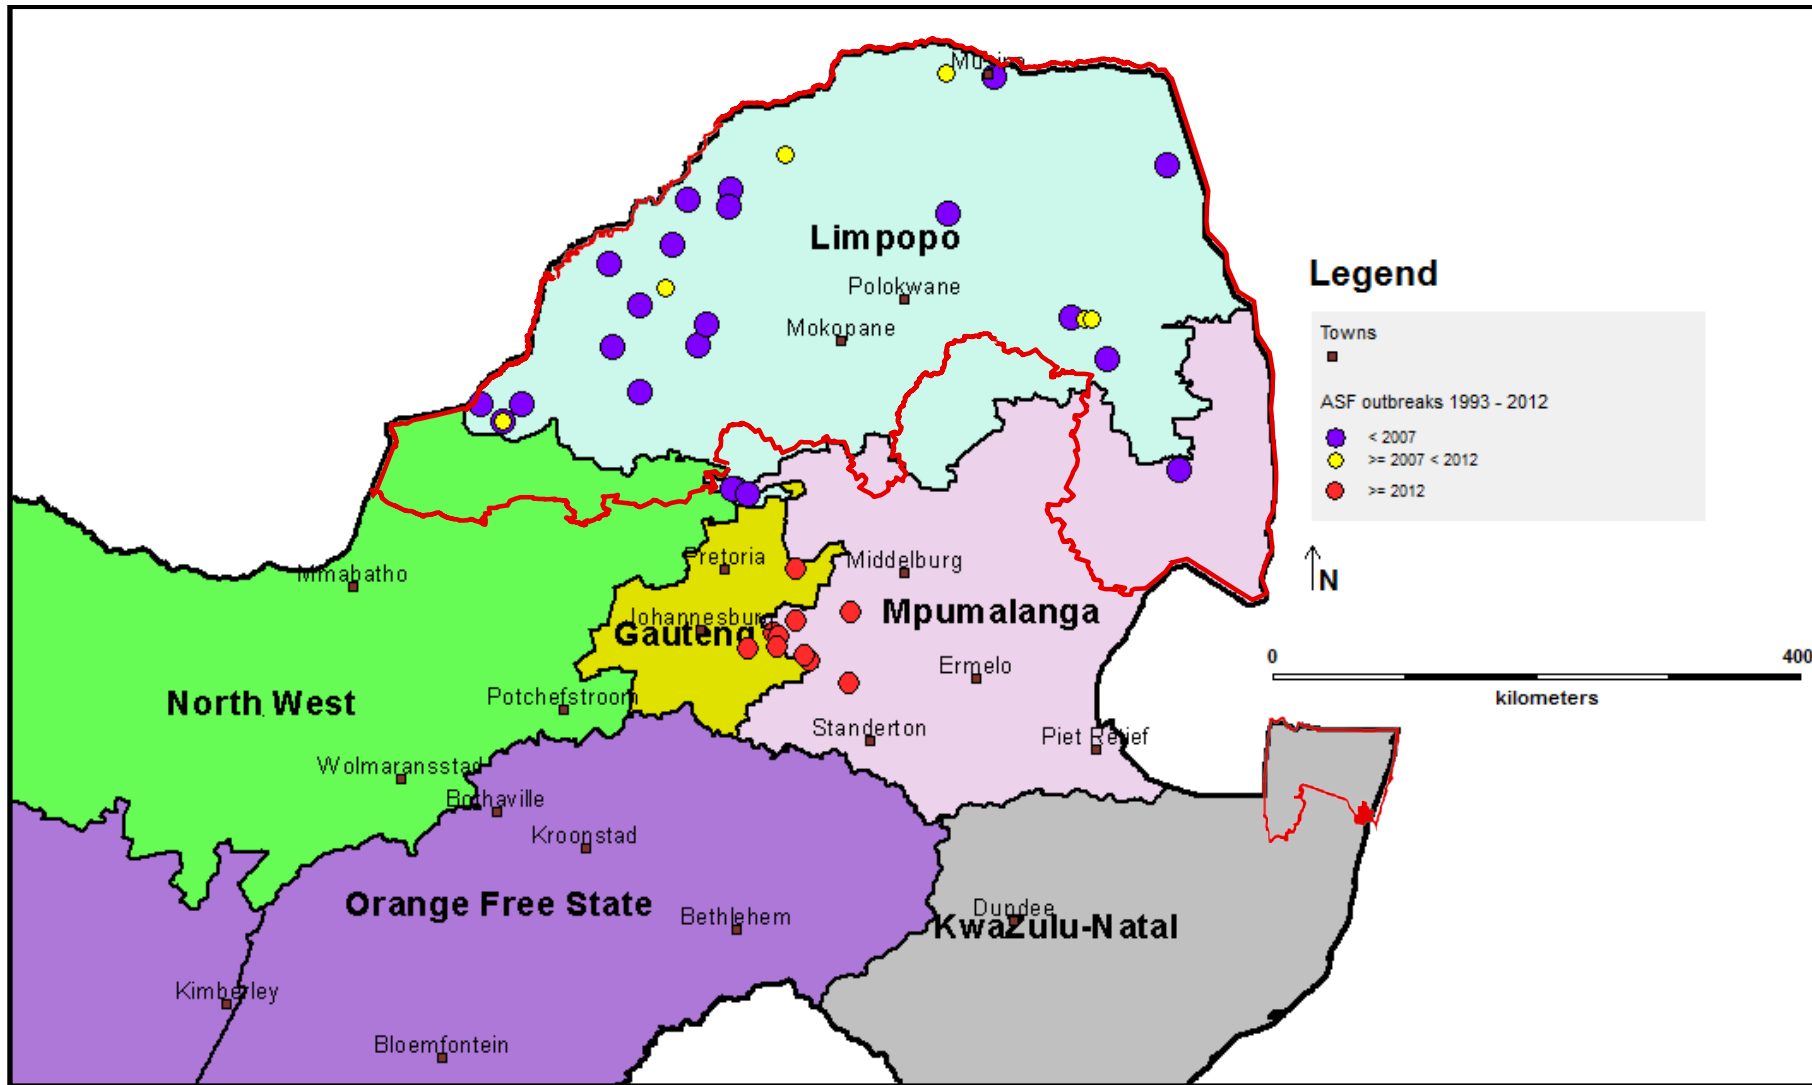 Musina
Limpopo
Polokwane
Mokopane
Legend
Towns
ASF outbreaks 1993 - 2012
< 2007
>= 2007 < 2012
>= 2012
N
Pretoria
Middelburg
Mmabatho
Johannesburg
Gauteng
Mpumalanga
Ermelo
0
400
kilometers
North West
Potchefstroom
Standerton
Piet Retief
Wolmaransstad
Bothaville
Kroonstad
Orange Free State
Bethlehem
Dundee
KwaZulu-Natal
Kimberley
Bloemfontein